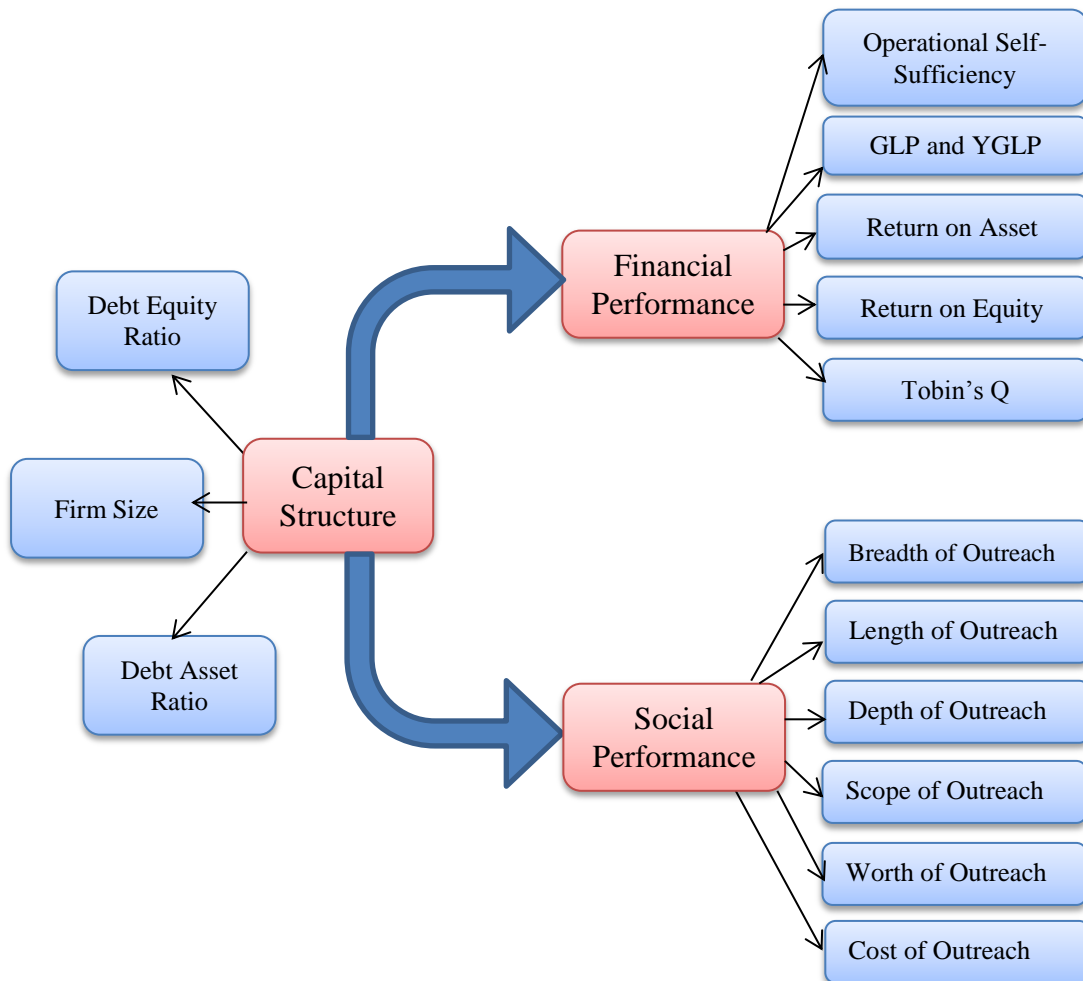 Operational Self-
Sufficiency
GLP and YGLP
Return on Asset
Return on Equity
Tobin’s Q
Financial
Performance
Debt Equity
Ratio
Capital
Structure
Firm Size
Debt Asset
Ratio
Social
Performance
Breadth of Outreach
Length of Outreach
Depth of Outreach
Scope of Outreach
Worth of Outreach
Cost of Outreach